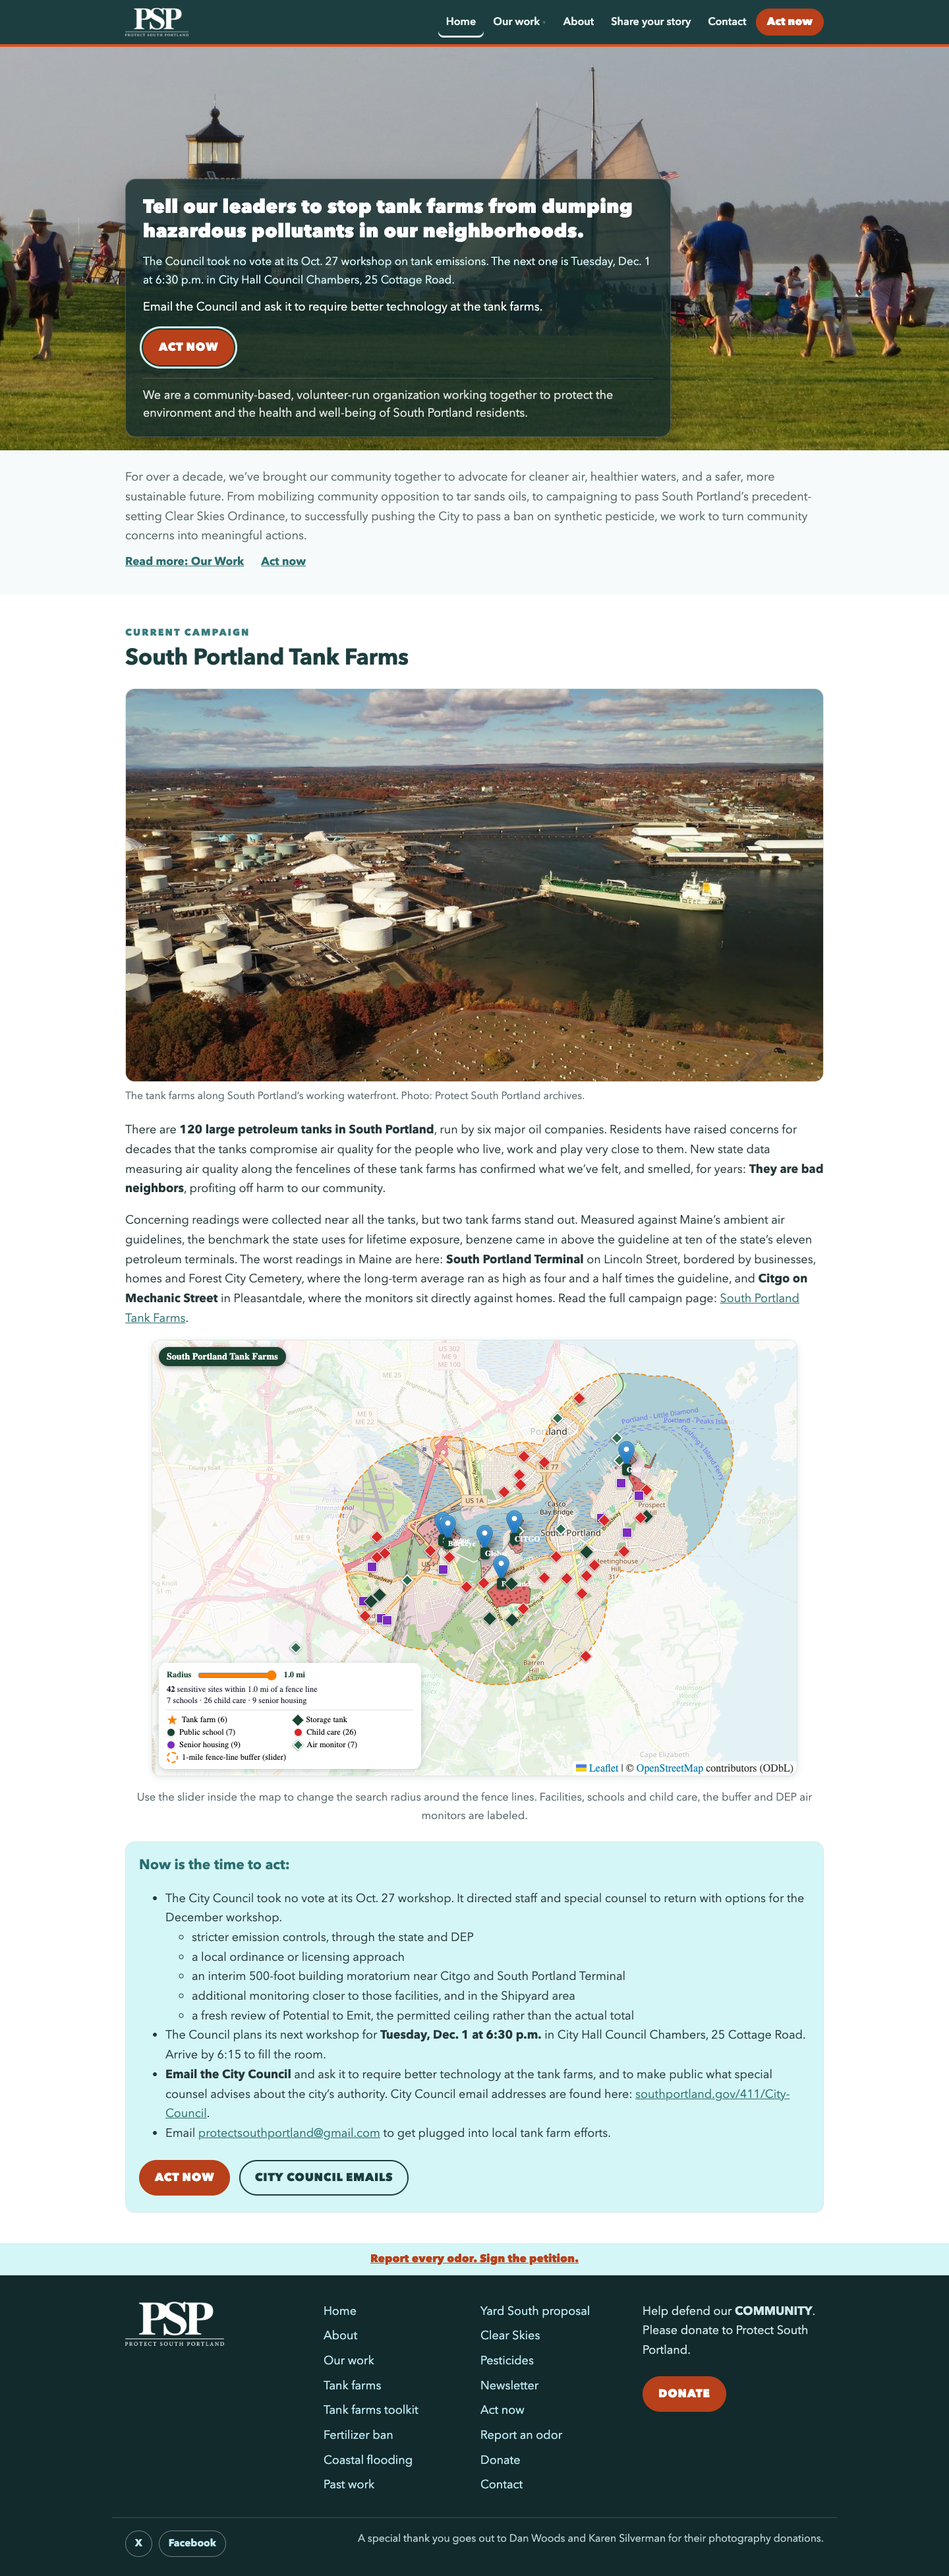 PSP
PROTECT SOUTH PORTLAND
Home
Our work
About
Share your story
Contact
Act now
Tell our leaders to stop tank farms from dumping
hazardous pollutants in our neighborhoods.
The Council took no vote at its Oct. 27 workshop on tank emissions. The next one is Tuesday, Dec. 1
at 6:30 p.m. in City Hall Council Chambers, 25 Cottage Road.
Email the Council and ask it to require better technology at the tank farms.
ACT NOW
We are a community-based, volunteer-run organization working together to protect the
environment and the health and well-being of South Portland residents.
For over a decade, we've brought our community together to advocate for cleaner air, healthier waters, and a safer, more
sustainable future. From mobilizing community opposition to tar sands oils, to campaigning to pass South Portland's precedent-
setting Clear Skies Ordinance, to successfully pushing the City to pass a ban on synthetic pesticide, we work to turn community
concerns into meaningful actions.
Read more: Our Work
Act now
CURRENT CAMPAIGN
South Portland Tank Farms
The tank farms along South Portland's working waterfront. Photo: Protect South Portland archives.
There are 120 large petroleum tanks in South Portland, run by six major oil companies. Residents have raised concerns for
decades that the tanks compromise air quality for the people who live, work and play very close to them. New state data
measuring air quality along the fencelines of these tank farms has confirmed what we've felt, and smelled, for years: They are bad
neighbors, profiting off harm to our community.
Concerning readings were collected near all the tanks, but two tank farms stand out. Measured against Maine's ambient air
guidelines, the benchmark the state uses for lifetime exposure, benzene came in above the guideline at ten of the state's eleven
petroleum terminals. The worst readings in Maine are here: South Portland Terminal on Lincoln Street, bordered by businesses,
homes and Forest City Cemetery, where the long-term average ran as high as four and a half times the guideline, and Citgo on
Mechanic Street in Pleasantdale, where the monitors sit directly against homes. Read the full campaign page: South Portland
Tank Farms.
South Portland Tank Farms
US 302
ME 9
ME 100
ME 25
ME 9
ME 22
Portland
Portland - Little Diamond
US 1A
Casco
Bay Bridge
South Portland
Prospect
ME 9
CITGO
Broadway
Meetinghouse
Hill
Barren
Hill
Cape Elizabeth
Radius
1.0 mi
42 sensitive sites within 1.0 mi of a fence line
7 schools · 26 child care · 9 senior housing
Tank farm (6)
Storage tank
Public school (7)
Child care (26)
Senior housing (9)
Air monitor (7)
1-mile fence-line buffer (slider)
Leaflet | © OpenStreetMap contributors (ODbL)
Use the slider inside the map to change the search radius around the fence lines. Facilities, schools and child care, the buffer and DEP air
monitors are labeled.
Now is the time to act:
• The City Council took no vote at its Oct. 27 workshop. It directed staff and special counsel to return with options for the
December workshop.
◦ stricter emission controls, through the state and DEP
◦ a local ordinance or licensing approach
◦ an interim 500-foot building moratorium near Citgo and South Portland Terminal
◦ additional monitoring closer to those facilities, and in the Shipyard area
◦ a fresh review of Potential to Emit, the permitted ceiling rather than the actual total
• The Council plans its next workshop for Tuesday, Dec. 1 at 6:30 p.m. in City Hall Council Chambers, 25 Cottage Road.
Arrive by 6:15 to fill the room.
• Email the City Council and ask it to require better technology at the tank farms, and to make public what special
counsel advises about the city's authority. City Council email addresses are found here: southportland.gov/411/City-
Council.
• Email protectsouthportland@gmail.com to get plugged into local tank farm efforts.
ACT NOW
CITY COUNCIL EMAILS
Report every odor. Sign the petition.
PSP
PROTECT SOUTH PORTLAND
Home
About
Our work
Tank farms
Tank farms toolkit
Fertilizer ban
Coastal flooding
Past work
Yard South proposal
Clear Skies
Pesticides
Newsletter
Act now
Report an odor
Donate
Contact
Help defend our COMMUNITY.
Please donate to Protect South
Portland.
DONATE
X
Facebook
A special thank you goes out to Dan Woods and Karen Silverman for their photography donations.